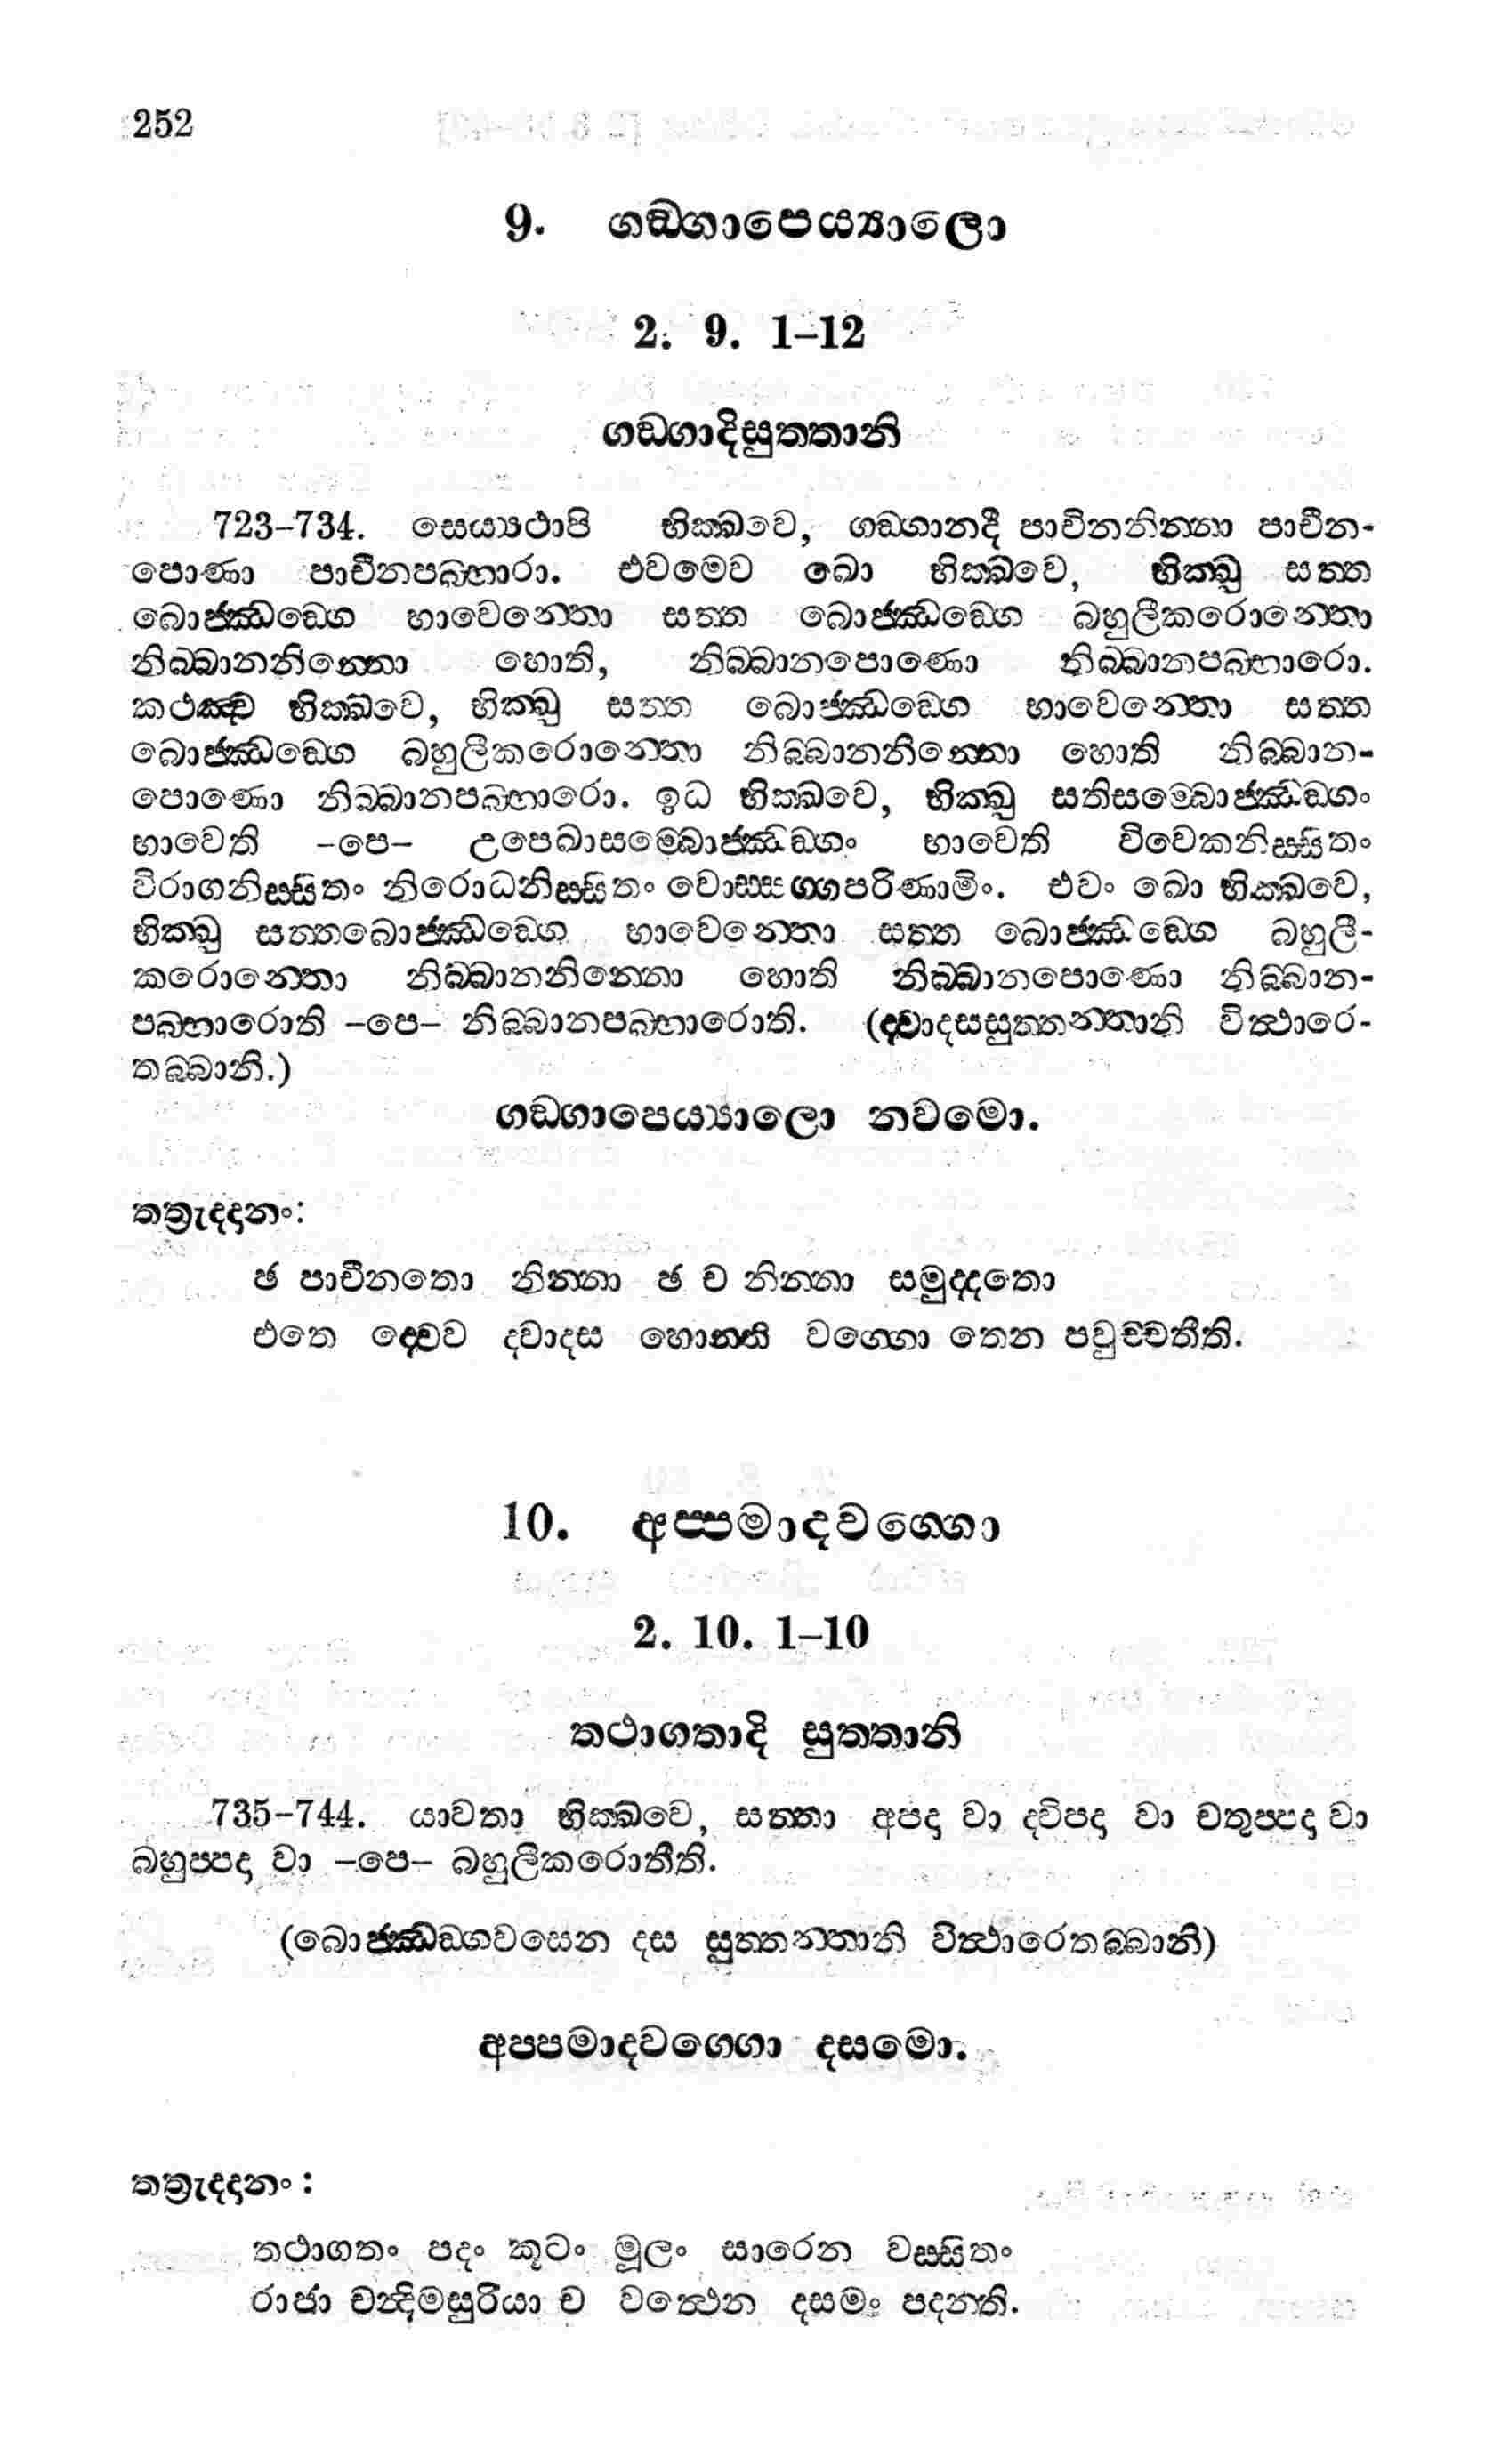 252
9. ගඞ්ගාපෙය්‍යාලො
2. 9. 1–12
ගඞ්ගාදිසුත්තානි
723–734. සෙය්‍යථාපි භික්ඛවෙ, ගඞ්ගානදී පාචීනනින්නා පාචීන-
පොණා පාචීනපබ්භාරා. එවමෙව ඛො භික්ඛවෙ, භික්ඛු සත්ත
බොජ්ඣඞ්ගෙ භාවෙන්තො සත්ත බොජ්ඣඞ්ගෙ බහුලීකරොන්තො
නිබ්බානනින්නො හොති, නිබ්බානපොණො නිබ්බානපබ්භාරො.
කථඤ්ච භික්ඛවෙ, භික්ඛු සත්ත බොජ්ඣඞ්ගෙ භාවෙන්තො සත්ත
බොජ්ඣඞ්ගෙ බහුලීකරොන්තො නිබ්බානනින්නො හොති නිබ්බාන-
පොණො නිබ්බානපබ්භාරො. ඉධ භික්ඛවෙ, භික්ඛු සතිසම්බොජ්ඣඞ්ගං
භාවෙති –පෙ– උපෙඛාසම්බොජ්ඣඞ්ගං භාවෙති විවෙකනිස්සිතං
විරාගනිස්සිතං නිරොධනිස්සිතං වොස්සග්ගපරිණාමිං. එවං ඛො භික්ඛවෙ,
භික්ඛු සත්තබොජ්ඣඞ්ගෙ භාවෙන්තො සත්ත බොජ්ඣඞ්ගෙ බහුලී-
කරොන්තො නිබ්බානනින්නො හොති නිබ්බානපොණො නිබ්බාන-
පබ්භාරොති –පෙ– නිබ්බානපබ්භාරොති. (ද්වාදසසුත්තන්තානි විත්ථාරෙ-
තබ්බානි.)
ගඞ්ගාපෙය්‍යාලො නවමො.
තත්‍රැද්දානං:
ඡ පාචීනතො නින්නා ඡ ච නින්නා සමුද්දතො
එතෙ ද්වෙව ද්වාදස හොන්ති වග්ගො තෙන පවුච්චතීති.
10. අප්පමාදවග්ගො
2. 10. 1–10
තථාගතාදි සුත්තානි
735–744. යාවතා භික්ඛවෙ, සත්තා අපදා වා ද්විපදා වා චතුප්පදා වා
බහුප්පදා වා –පෙ– බහුලීකරොතීති.
(බොජ්ඣඞ්ගවසෙන දස සුත්තන්තානි විත්ථාරෙතබ්බානි)
අප්පමාදවග්ගො දසමො.
තත්‍රැද්දානං :
තථාගතං පදං කූටං මූලං සාරෙන වස්සිතං
රාජා චන්දිමසුරියා ච වත්ථෙන දසමං පදන්ති.